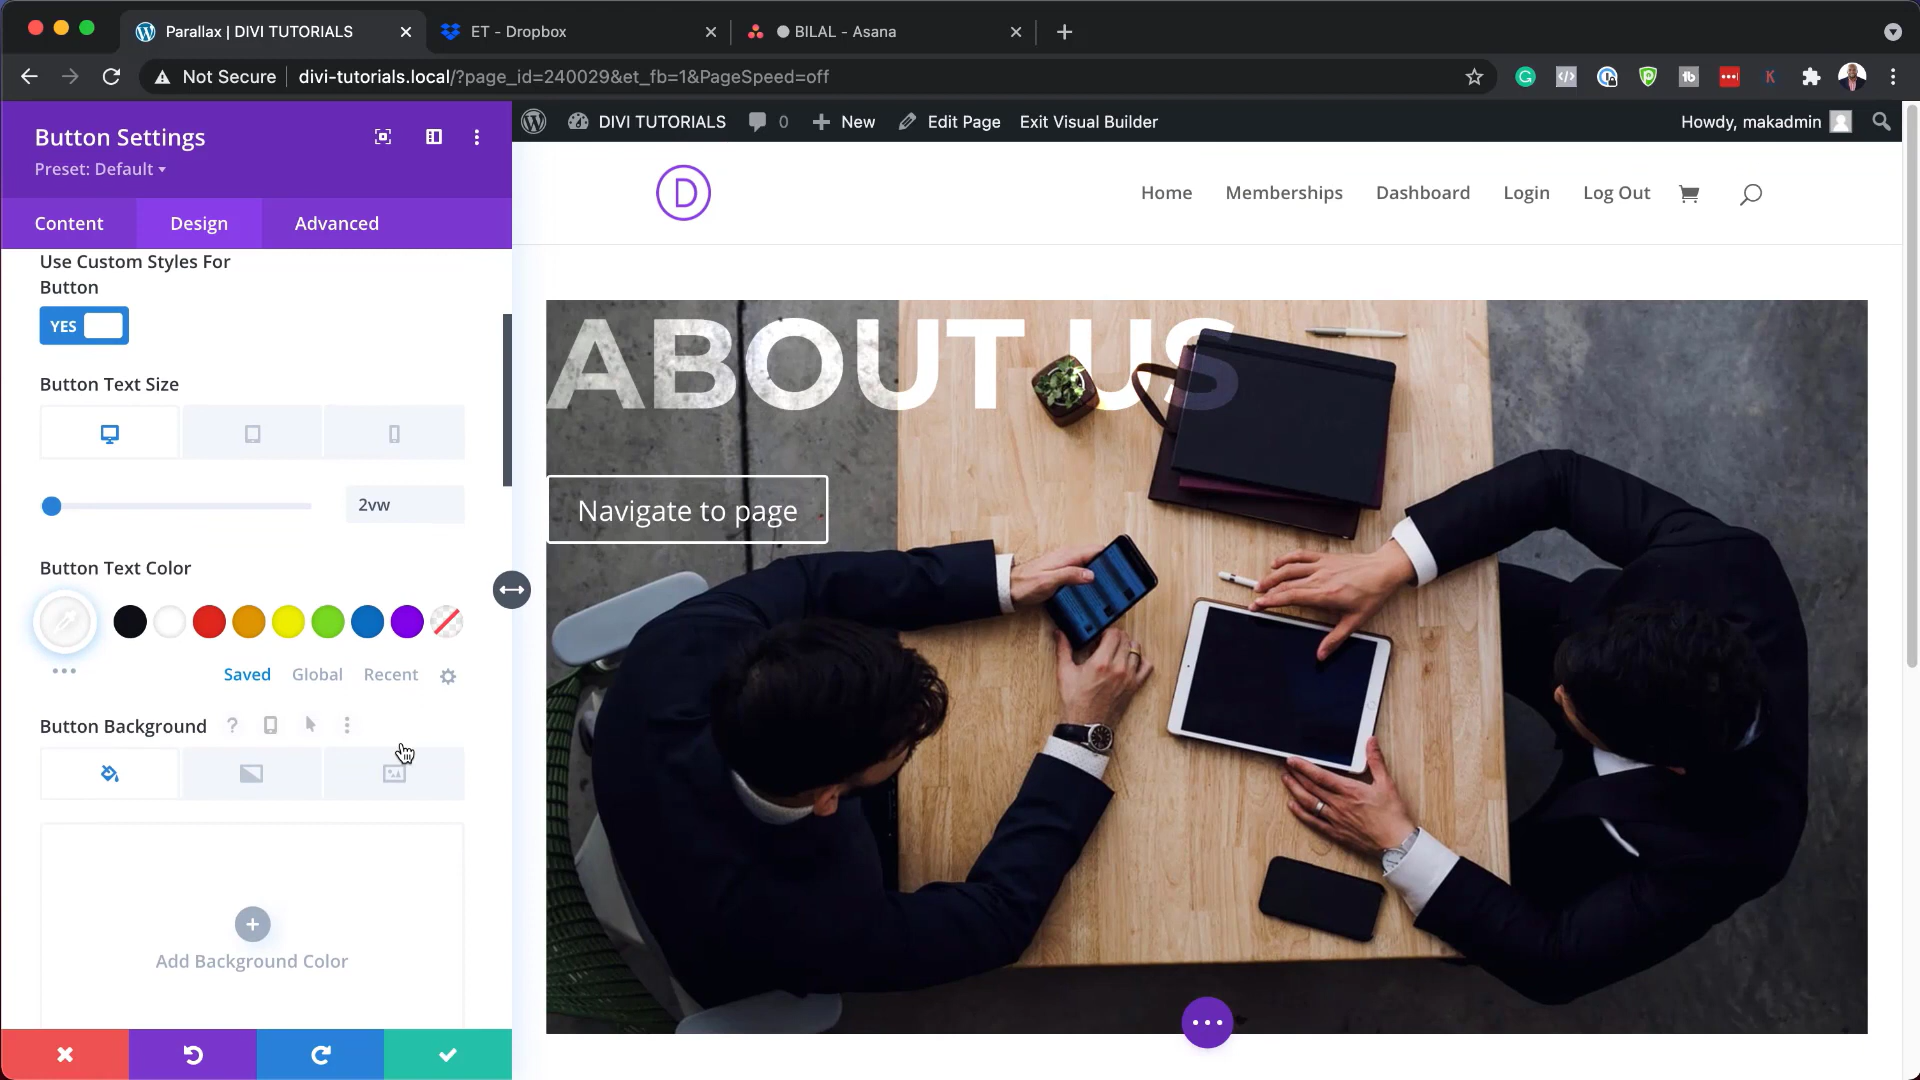 Parallax | DIVI TUTORIALS
ET - Dropbox
BILAL - Asana
Not Secure
divi-tutorials.local/?page_id=240029&et_fb=1&PageSpeed=off
Button Settings
Preset: Default
Content
Design
Advanced
DIVI TUTORIALS
0
New
Edit Page
Exit Visual Builder
Howdy, makadmin
D
Home
Memberships
Dashboard
Login
Log Out
Use Custom Styles For
Button
YES
Button Text Size
2vw
Button Text Color
Saved
Global
Recent
Button Background
?
Add Background Color
ABOUT US
Navigate to page